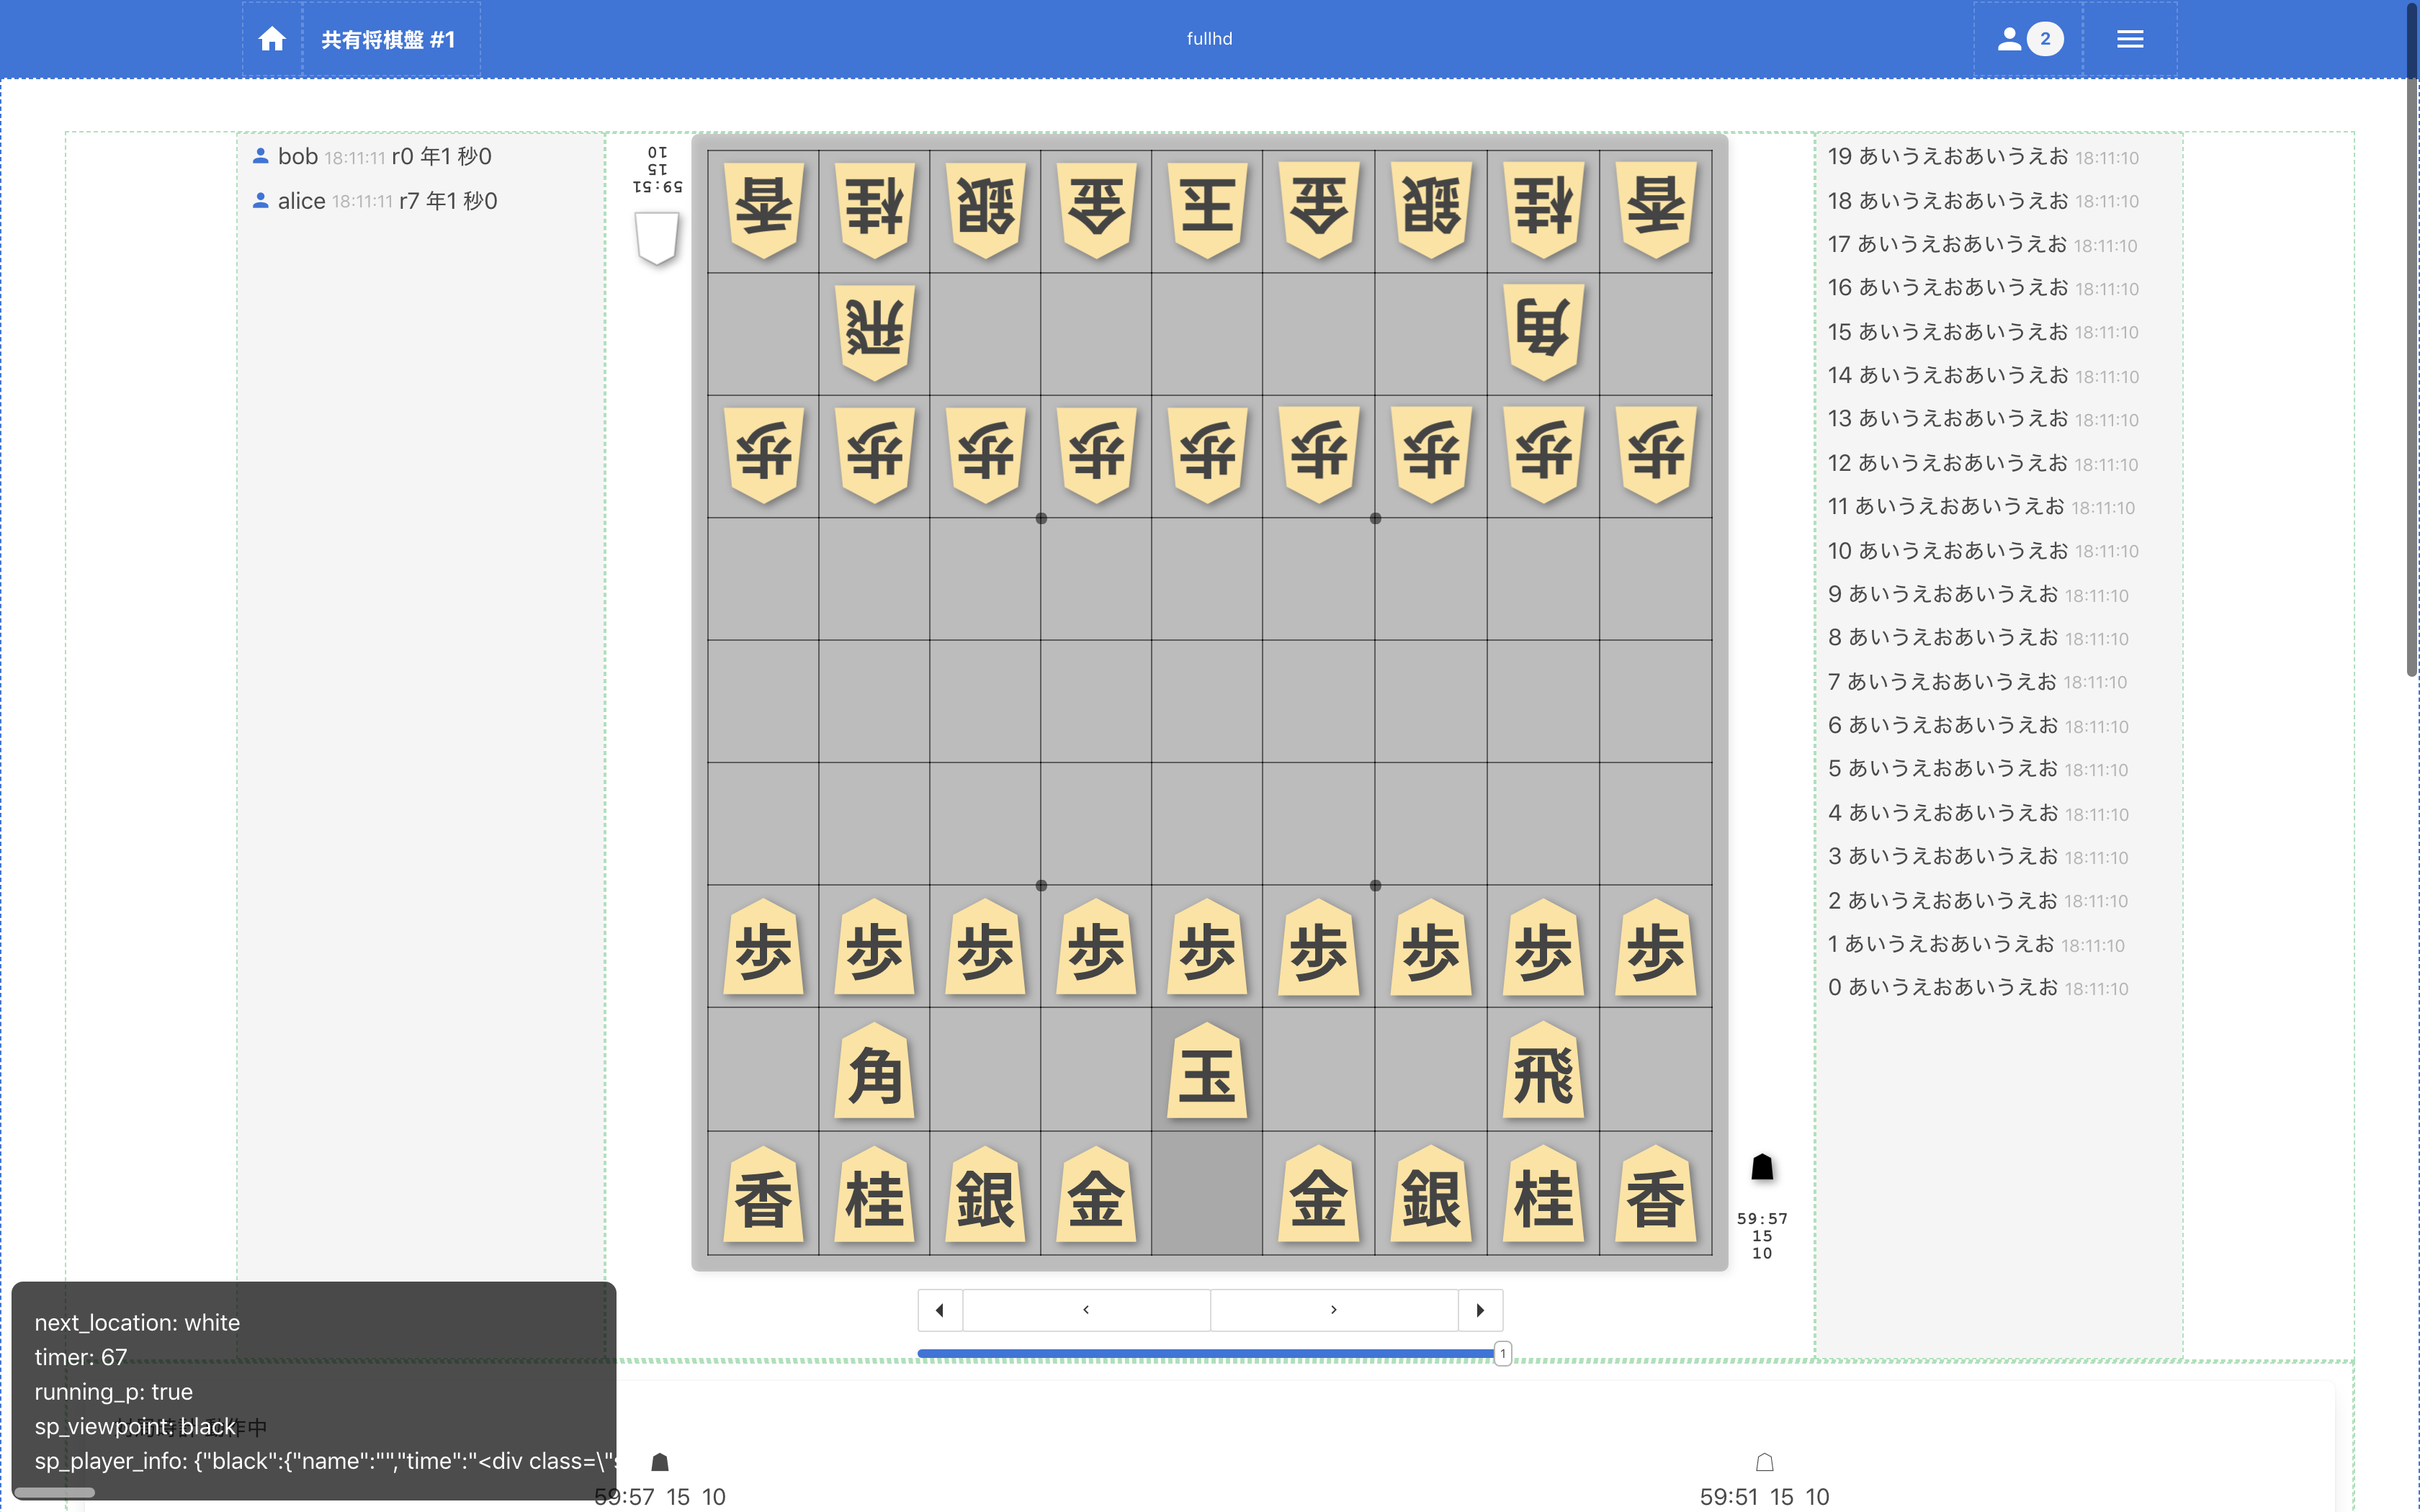 共有将棋盤 #1
fullhd
2
bob 18:11:11 r0 年1 秒0
alice 18:11:11 r7 年1 秒0
59:51
15
10
香 桂 銀 金 玉 金 銀 桂 香
飛 角
歩 歩 歩 歩 歩 歩 歩 歩 歩
歩 歩 歩 歩 歩 歩 歩 歩 歩
角 玉 飛
香 桂 銀 金 金 銀 桂 香
59:57
15
10
19 あいうえおあいうえお 18:11:10
18 あいうえおあいうえお 18:11:10
17 あいうえおあいうえお 18:11:10
16 あいうえおあいうえお 18:11:10
15 あいうえおあいうえお 18:11:10
14 あいうえおあいうえお 18:11:10
13 あいうえおあいうえお 18:11:10
12 あいうえおあいうえお 18:11:10
11 あいうえおあいうえお 18:11:10
10 あいうえおあいうえお 18:11:10
9 あいうえおあいうえお 18:11:10
8 あいうえおあいうえお 18:11:10
7 あいうえおあいうえお 18:11:10
6 あいうえおあいうえお 18:11:10
5 あいうえおあいうえお 18:11:10
4 あいうえおあいうえお 18:11:10
3 あいうえおあいうえお 18:11:10
2 あいうえおあいうえお 18:11:10
1 あいうえおあいうえお 18:11:10
0 あいうえおあいうえお 18:11:10
1
next_location: white
timer: 67
running_p: true
sp_viewpoint: black
sp_player_info: {"black":{"name":"","time":"<div class=\"
動作中
59:57 15 10
59:51 15 10